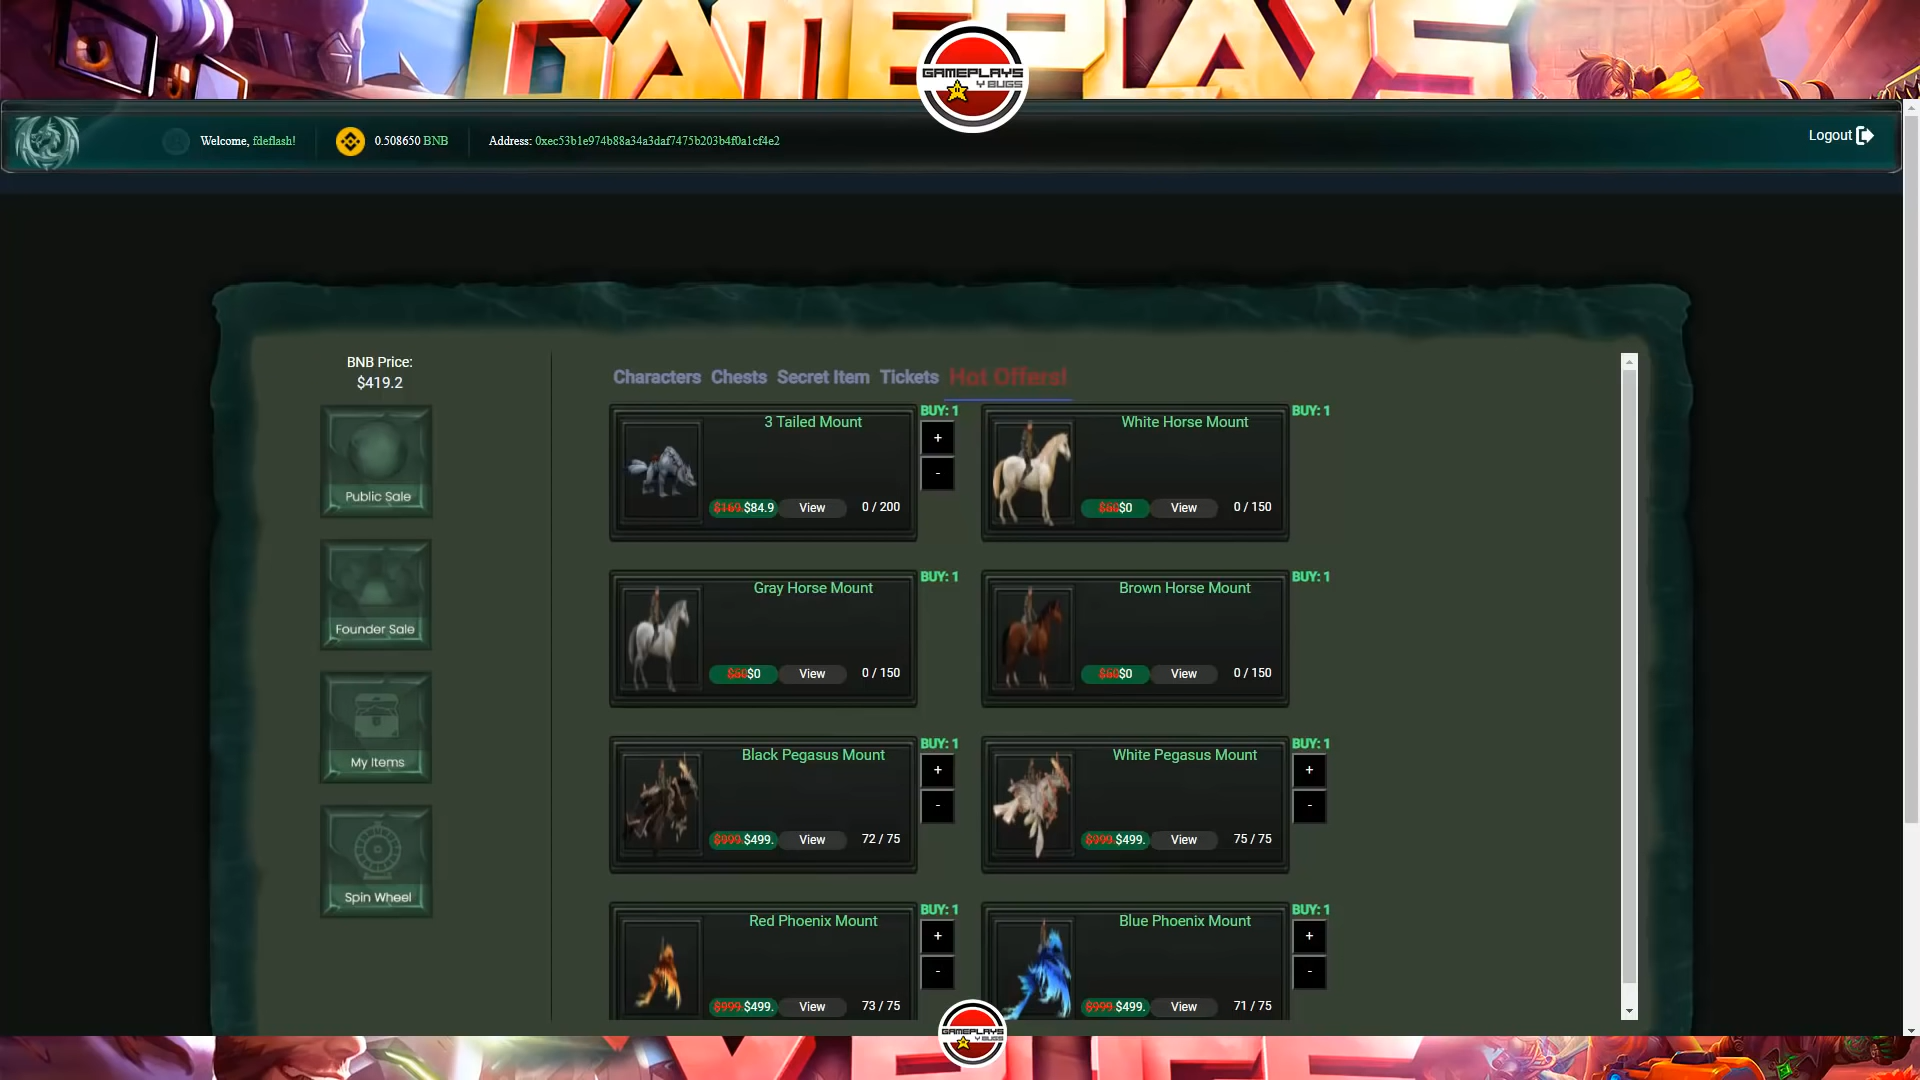 GAMEPLAYS
GAMEPLAYS
Y BUGS
Welcome, fdeflash!
0.508650 BNB
Address: 0xec53b1e974b88a34a3daf7475b203b4f0a1cf4e2
Logout
BNB Price:
$419.2
Public Sale
Founder Sale
My Items
Spin Wheel
Characters Chests Secret Item Tickets Hot Offers!
3 Tailed Mount
$169. $84.9 View 0 / 200
BUY: 1
+
-
White Horse Mount
$60 $0 View 0 / 150
BUY: 1
Gray Horse Mount
$60 $0 View 0 / 150
BUY: 1
Brown Horse Mount
$60 $0 View 0 / 150
BUY: 1
Black Pegasus Mount
$999. $499. View 72 / 75
BUY: 1
+
-
White Pegasus Mount
$999. $499. View 75 / 75
BUY: 1
+
-
Red Phoenix Mount
$999. $499. View 73 / 75
BUY: 1
+
-
Blue Phoenix Mount
$999. $499. View 71 / 75
BUY: 1
+
-
GAMEPLAYS
Y BUGS